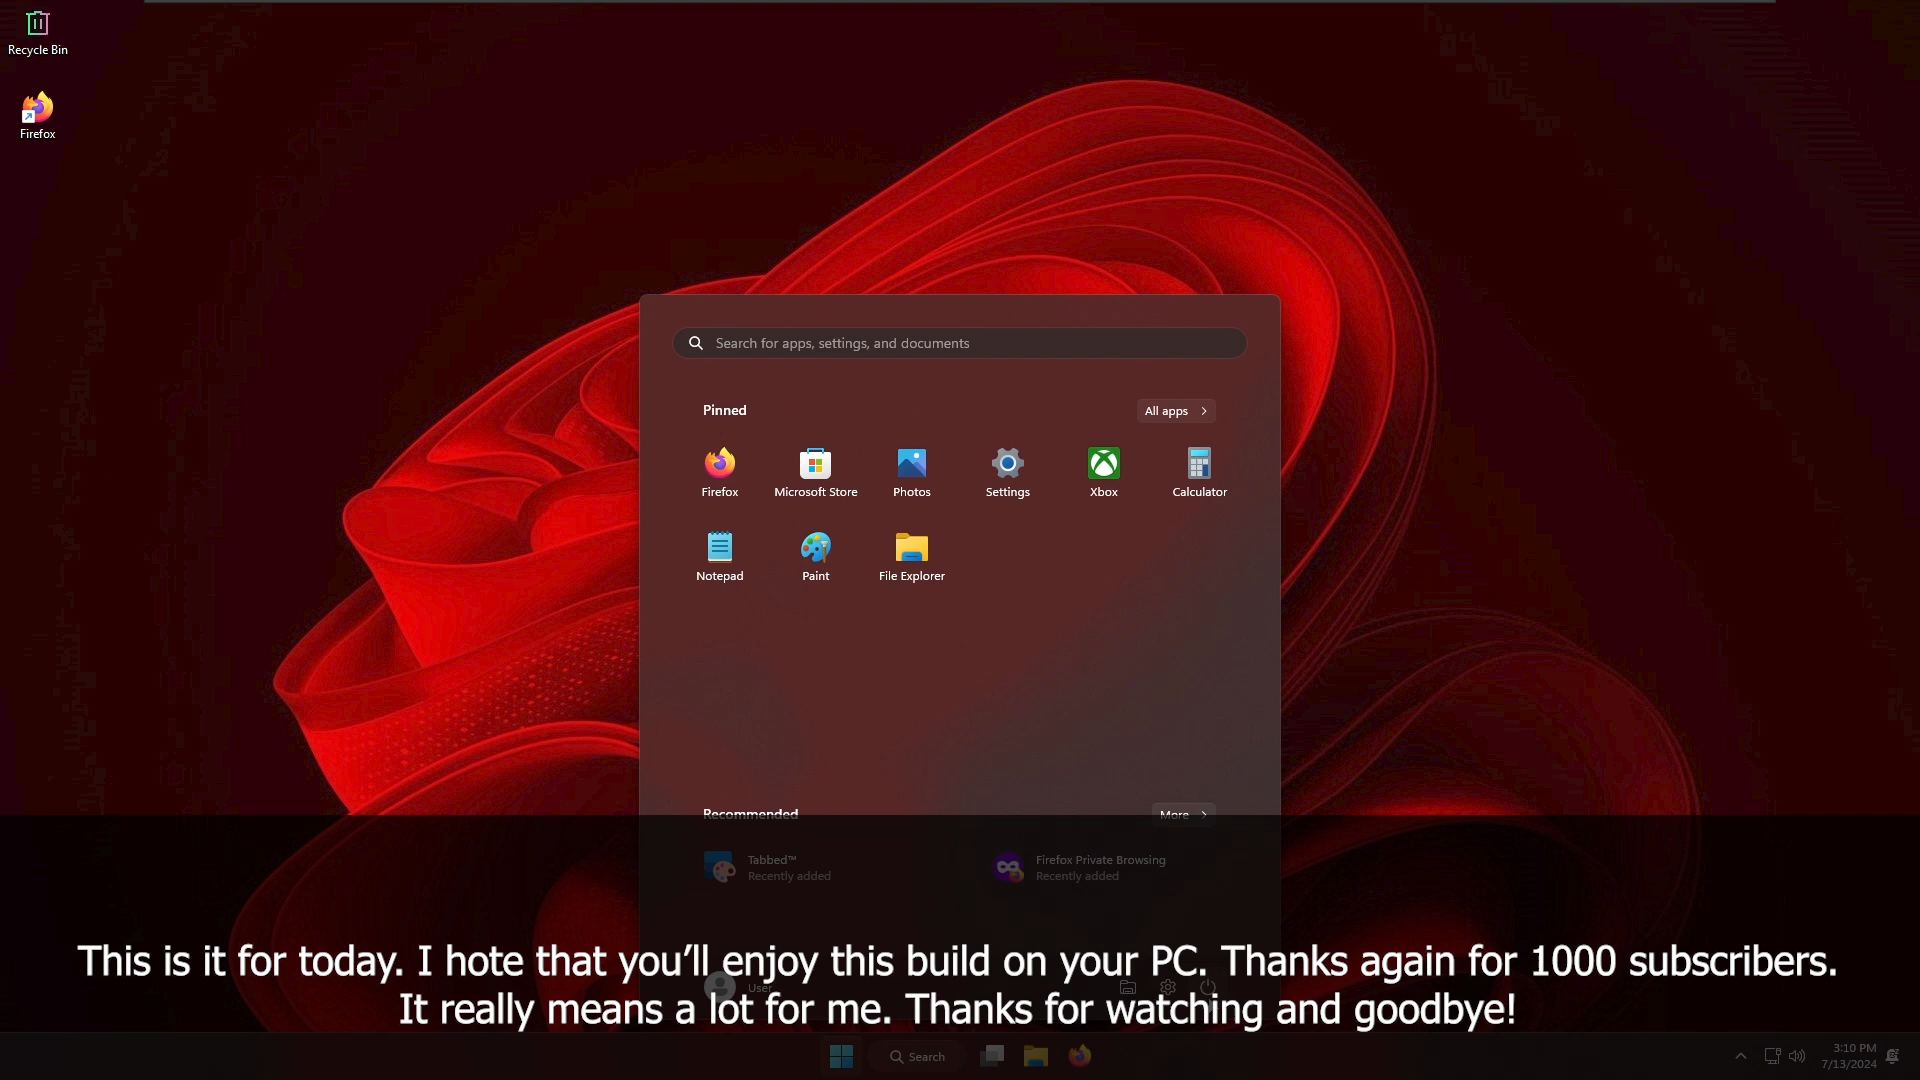 Recycle Bin
Firefox
Search for apps, settings, and documents
Pinned
All apps
Firefox
Microsoft Store
Photos
Settings
Xbox
Calculator
Notepad
Paint
File Explorer
Recommended
More
Tabbed™
Recently added
Firefox Private Browsing
Recently added
This is it for today. I hote that you’ll enjoy this build on your PC. Thanks again for 1000 subscribers.
User
It really means a lot for me. Thanks for watching and goodbye!
Search
3:10 PM
7/13/2024